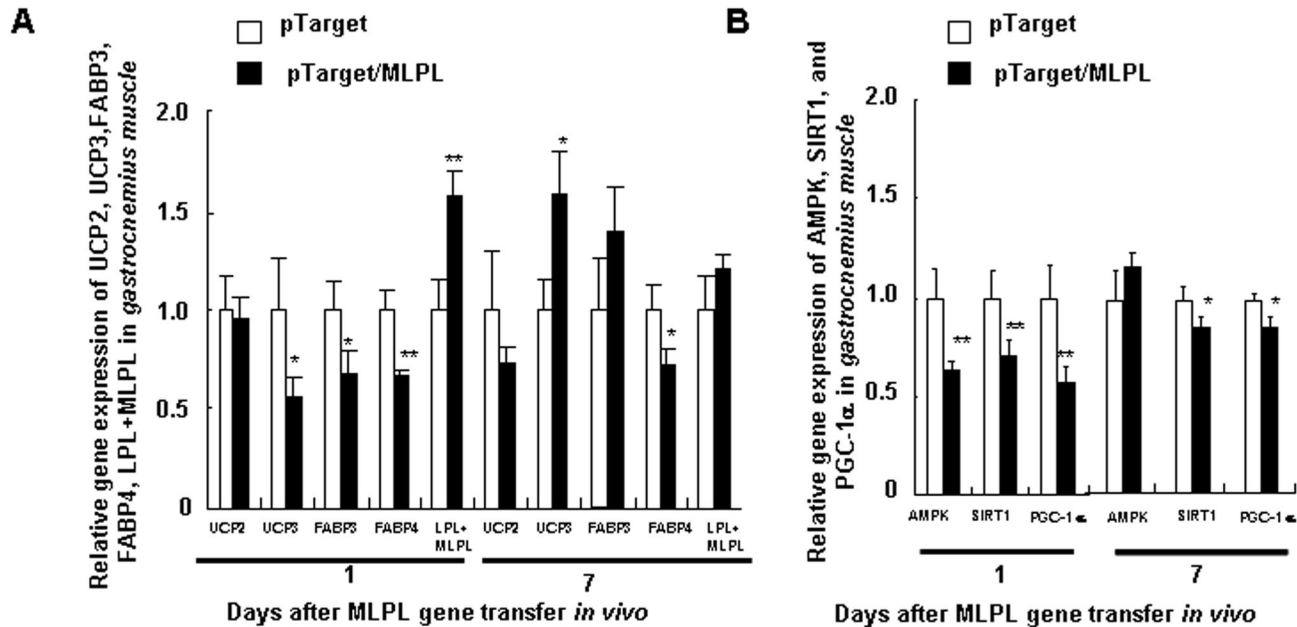 A
pTarget
pTarget/MLPL
Relative gene expression of UCP2, UCP3,FABP3,
FABP4, LPL+MLPL in gastrocnemius muscle
2.0
1.5
1.0
0.5
0
*
*
**
**
*
*
UCP2 UCP3 FABP3 FABP4 LPL+ UCP2 UCP3 FABP3 FABP4 LPL+
MLPL MLPL
1 7
Days after MLPL gene transfer in vivo
B
pTarget
pTarget/MLPL
Relative gene expression of AMPK, SIRT1, and
PGC-1α in gastrocnemius muscle
2.0
1.5
1.0
0.5
0
**
**
**
*
*
AMPK SIRT1 PGC-1α AMPK SIRT1 PGC-1α
1 7
Days after MLPL gene transfer in vivo